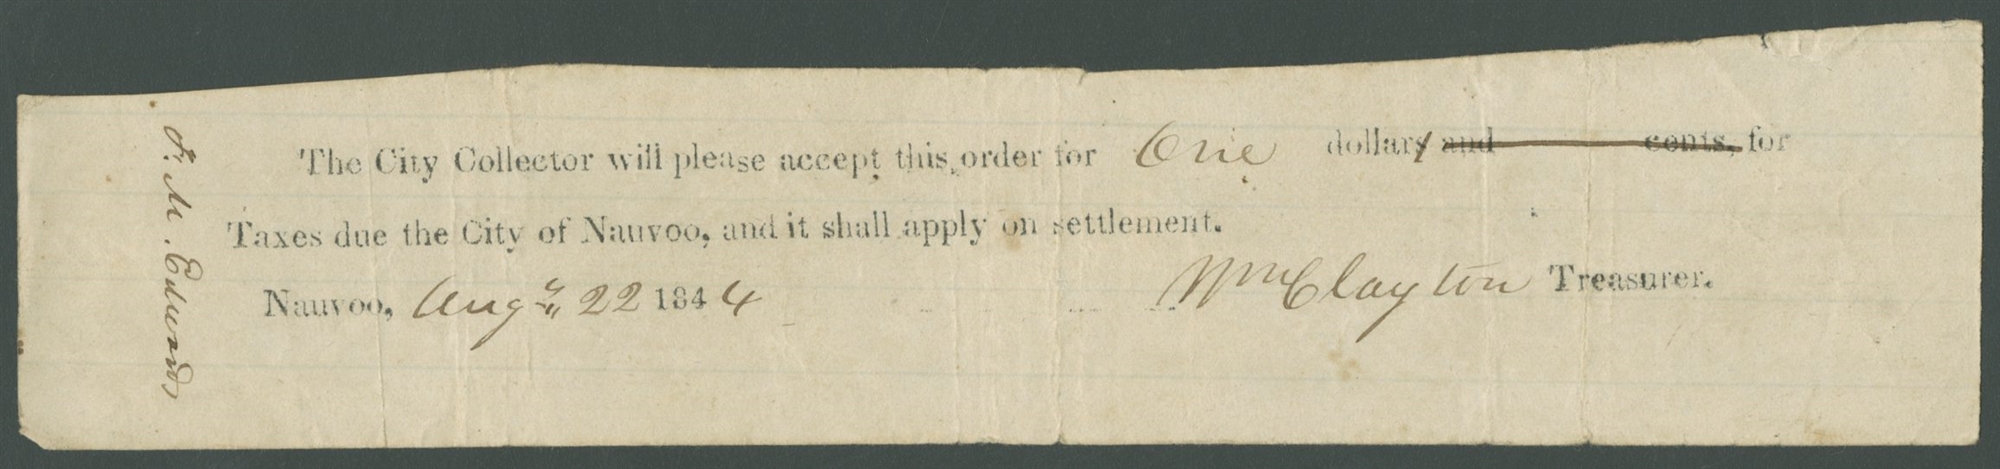 The City Collector will please accept this order for One dollars and cents, for
Taxes due the City of Nauvoo, and it shall apply on settlement.
Nauvoo, Augt 22 1844 Wm Clayton Treasurer.
F. M. Edwards